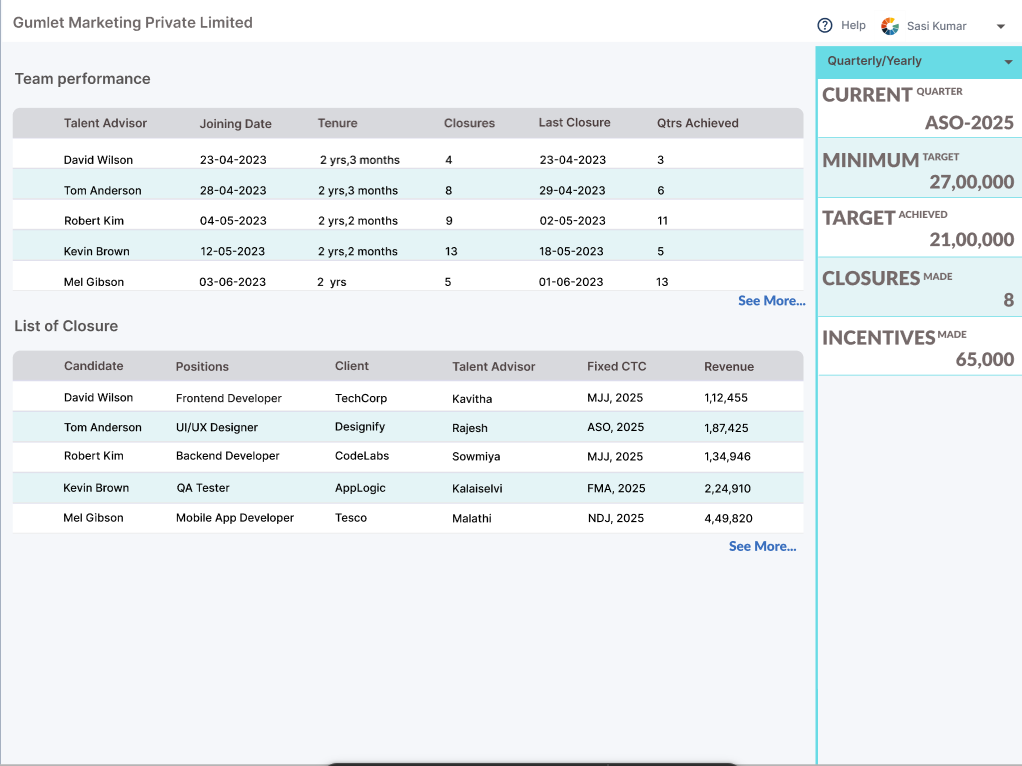 Gumlet Marketing Private Limited
Help Sasi Kumar
Team performance
Talent Advisor Joining Date Tenure Closures Last Closure Qtrs Achieved
David Wilson 23-04-2023 2 yrs,3 months 4 23-04-2023 3
Tom Anderson 28-04-2023 2 yrs,3 months 8 29-04-2023 6
Robert Kim 04-05-2023 2 yrs,2 months 9 02-05-2023 11
Kevin Brown 12-05-2023 2 yrs,2 months 13 18-05-2023 5
Mel Gibson 03-06-2023 2 yrs 5 01-06-2023 13
See More...
List of Closure
Candidate Positions Client Talent Advisor Fixed CTC Revenue
David Wilson Frontend Developer TechCorp Kavitha MJJ, 2025 1,12,455
Tom Anderson UI/UX Designer Designify Rajesh ASO, 2025 1,87,425
Robert Kim Backend Developer CodeLabs Sowmiya MJJ, 2025 1,34,946
Kevin Brown QA Tester AppLogic Kalaiselvi FMA, 2025 2,24,910
Mel Gibson Mobile App Developer Tesco Malathi NDJ, 2025 4,49,820
See More...
Quarterly/Yearly
CURRENT QUARTER
ASO-2025
MINIMUM TARGET
27,00,000
TARGET ACHIEVED
21,00,000
CLOSURES MADE
8
INCENTIVES MADE
65,000